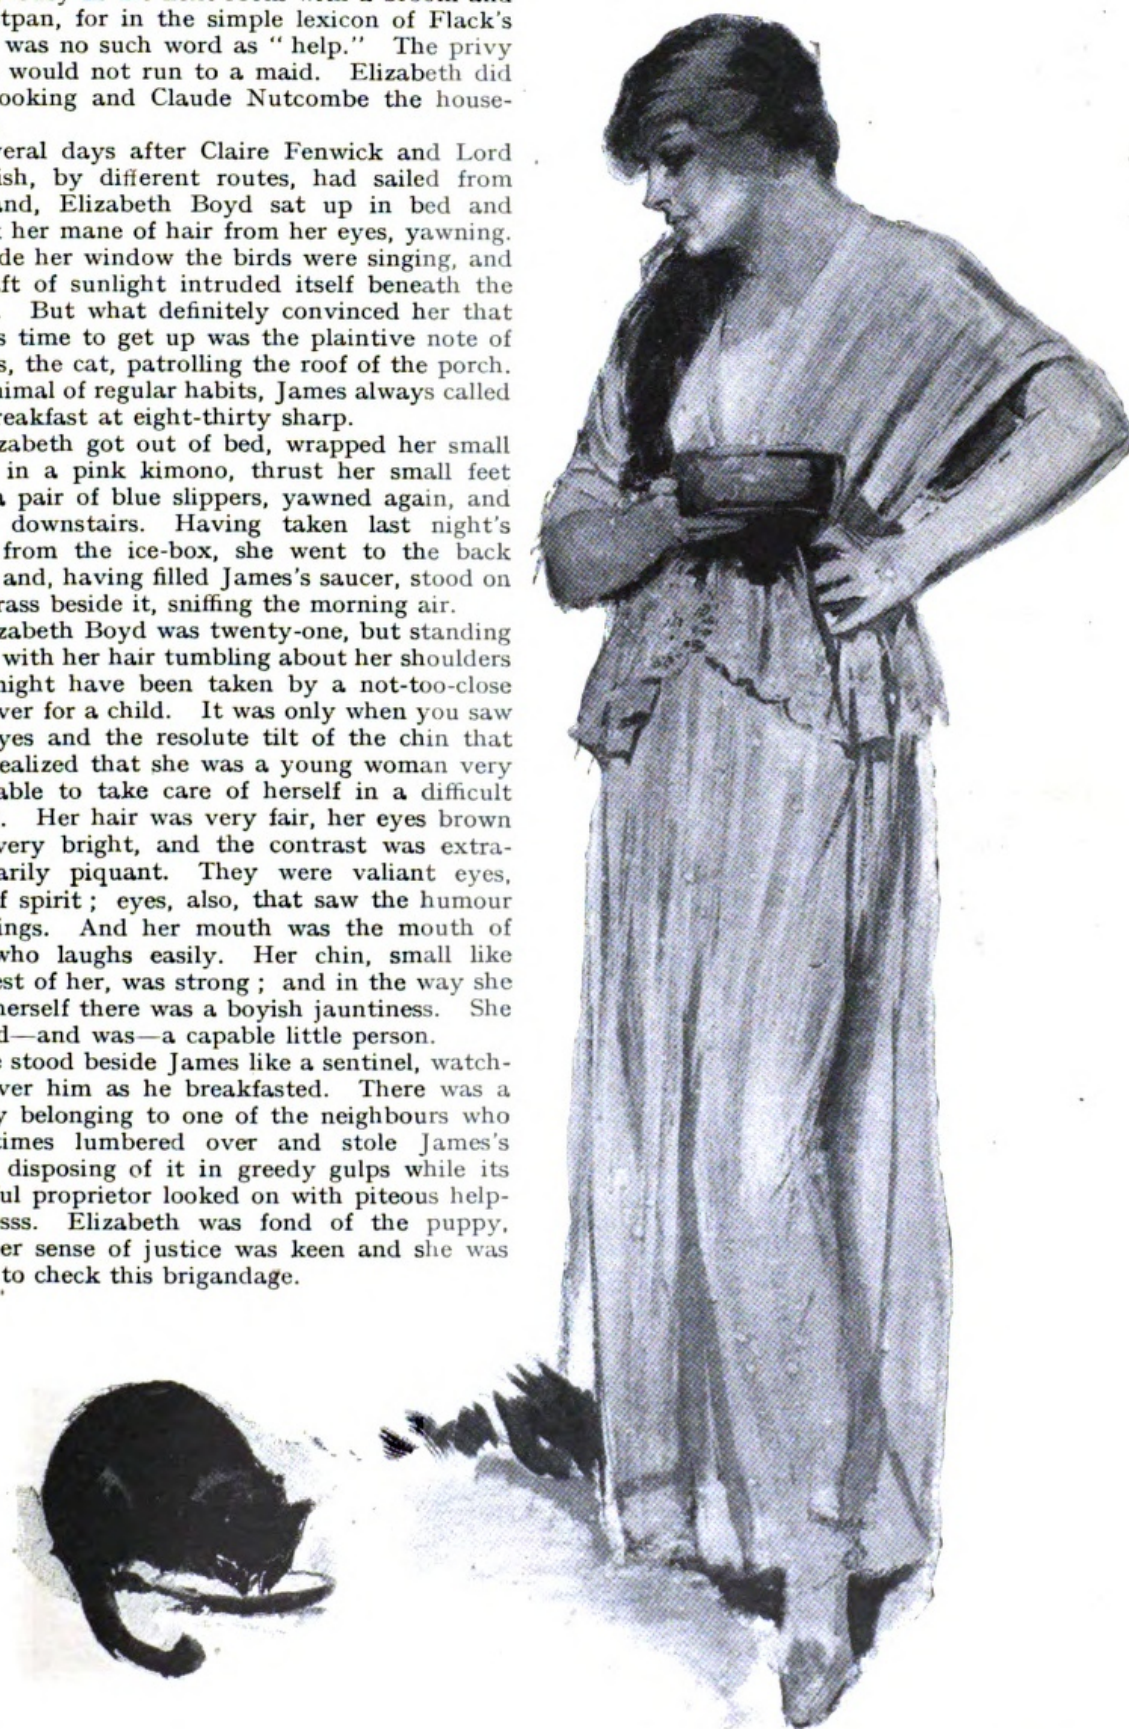 tpan, for in the simple lexicon of Flack's
was no such word as " help." The privy
would not run to a maid. Elizabeth did
ooking and Claude Nutcombe the house-
eral days after Claire Fenwick and Lord
ish, by different routes, had sailed from
nd, Elizabeth Boyd sat up in bed and
her mane of hair from her eyes, yawning.
de her window the birds were singing, and
ft of sunlight intruded itself beneath the
But what definitely convinced her that
s time to get up was the plaintive note of
s, the cat, patrolling the roof of the porch.
nimal of regular habits, James always called
reakfast at eight-thirty sharp.
zabeth got out of bed, wrapped her small
in a pink kimono, thrust her small feet
a pair of blue slippers, yawned again, and
downstairs. Having taken last night's
from the ice-box, she went to the back
and, having filled James's saucer, stood on
rass beside it, sniffing the morning air.
zabeth Boyd was twenty-one, but standing
with her hair tumbling about her shoulders
night have been taken by a not-too-close
ver for a child. It was only when you saw
yes and the resolute tilt of the chin that
ealized that she was a young woman very
able to take care of herself in a difficult
. Her hair was very fair, her eyes brown
very bright, and the contrast was extra-
arily piquant. They were valiant eyes,
f spirit ; eyes, also, that saw the humour
ings. And her mouth was the mouth of
who laughs easily. Her chin, small like
est of her, was strong ; and in the way she
herself there was a boyish jauntiness. She
d—and was—a capable little person.
e stood beside James like a sentinel, watch-
ver him as he breakfasted. There was a
y belonging to one of the neighbours who
times lumbered over and stole James's
disposing of it in greedy gulps while its
ul proprietor looked on with piteous help-
sss. Elizabeth was fond of the puppy,
er sense of justice was keen and she was
to check this brigandage.